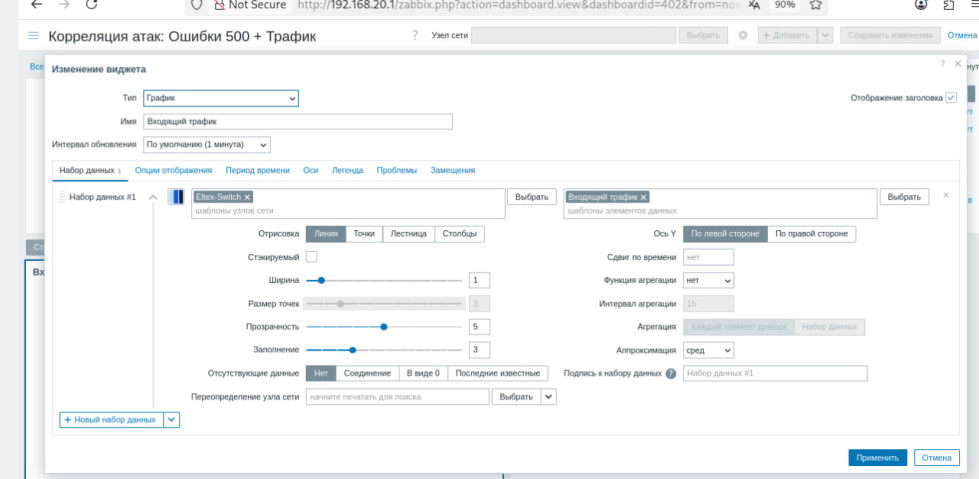 Not Secure http://192.168.20.1/zabbix.php?action=dashboard.view&dashboardid=402&from=nov 90%
Корреляция атак: Ошибки 500 + Трафик ? Узел сети Выбрать + Добавить Сохранить изменения Отмена
Все
Изменение виджета ?
Тип График Отображение заголовка
Имя Входящий трафик
Интервал обновления По умолчанию (1 минута)
Набор данных 1 Опции отображения Период времени Оси Легенда Проблемы Замещения
Набор данных #1 Eltex-Switch Выбрать Входящий трафик Выбрать
шаблоны узлов сети шаблоны элементов данных
Отрисовка Линия Точки Лестница Столбцы Ось Y По левой стороне По правой стороне
Стэкируемый Сдвиг по времени нет
Ширина 1 Функция агрегации нет
Размер точек 3 Интервал агрегации 1h
Прозрачность 5 Агрегация Каждый элемент данных Набор данных
Заполнение 3 Аппроксимация сред
Отсутствующие данные Нет Соединение В виде 0 Последние известные Подпись к набору данных ? Набор данных #1
Переопределение узла сети начните печатать для поиска Выбрать
+ Новый набор данных
Применить Отмена